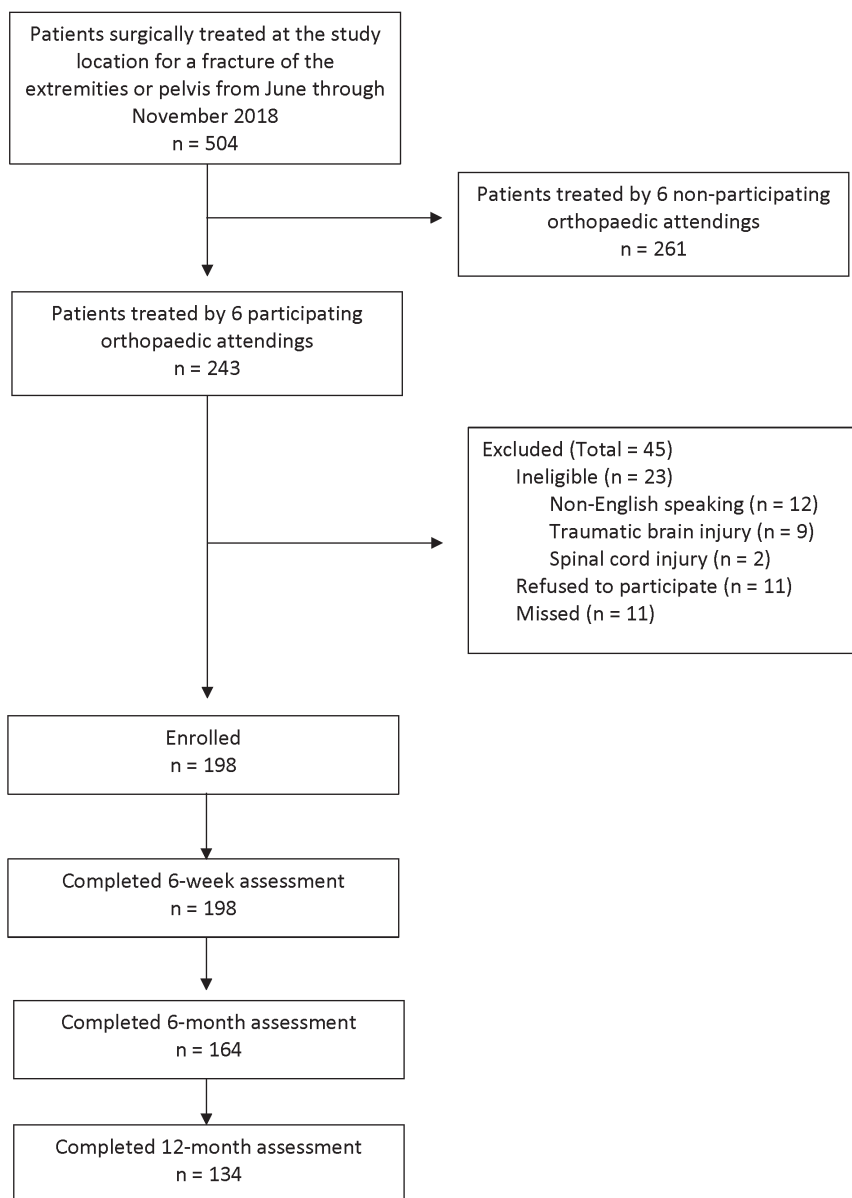 Patients surgically treated at the study
location for a fracture of the
extremities or pelvis from June through
November 2018
n = 504
Patients treated by 6 non-participating
orthopaedic attendings
n = 261
Patients treated by 6 participating
orthopaedic attendings
n = 243
Excluded (Total = 45)
Ineligible (n = 23)
Non-English speaking (n = 12)
Traumatic brain injury (n = 9)
Spinal cord injury (n = 2)
Refused to participate (n = 11)
Missed (n = 11)
Enrolled
n = 198
Completed 6-week assessment
n = 198
Completed 6-month assessment
n = 164
Completed 12-month assessment
n = 134